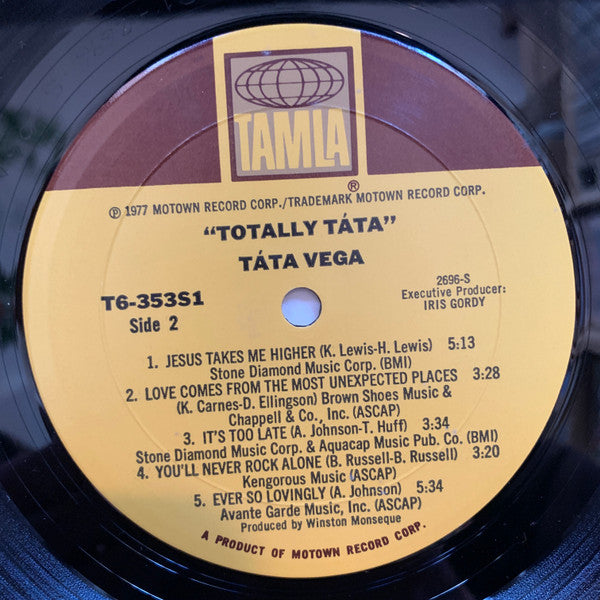 TAMLA
®
℗ 1977 MOTOWN RECORD CORP./TRADEMARK MOTOWN RECORD CORP.
"TOTALLY TÁTA"
TÁTA VEGA
T6-353S1
Side 2
2696-S
Executive Producer:
IRIS GORDY
1. JESUS TAKES ME HIGHER (K. Lewis-H. Lewis) 5:13
Stone Diamond Music Corp. (BMI)
2. LOVE COMES FROM THE MOST UNEXPECTED PLACES 3:28
(K. Carnes-D. Ellingson) Brown Shoes Music &
Chappell & Co., Inc. (ASCAP)
3. IT'S TOO LATE (A. Johnson-T. Huff) 3:34
Stone Diamond Music Corp. & Aquacap Music Pub. Co. (BMI)
4. YOU'LL NEVER ROCK ALONE (B. Russell-B. Russell) 3:20
Kengorous Music (ASCAP)
5. EVER SO LOVINGLY (A. Johnson) 5:34
Avante Garde Music, Inc. (ASCAP)
Produced by Winston Monseque
A PRODUCT OF MOTOWN RECORD CORP.